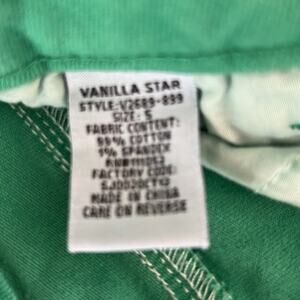 VANILLA STAR
STYLE:V2689-899
SIZE: S
FABRIC CONTENT:
99% COTTON
1% SPANDEX
FACTORY CODE:
MADE IN CHINA
CARE ON REVERSE